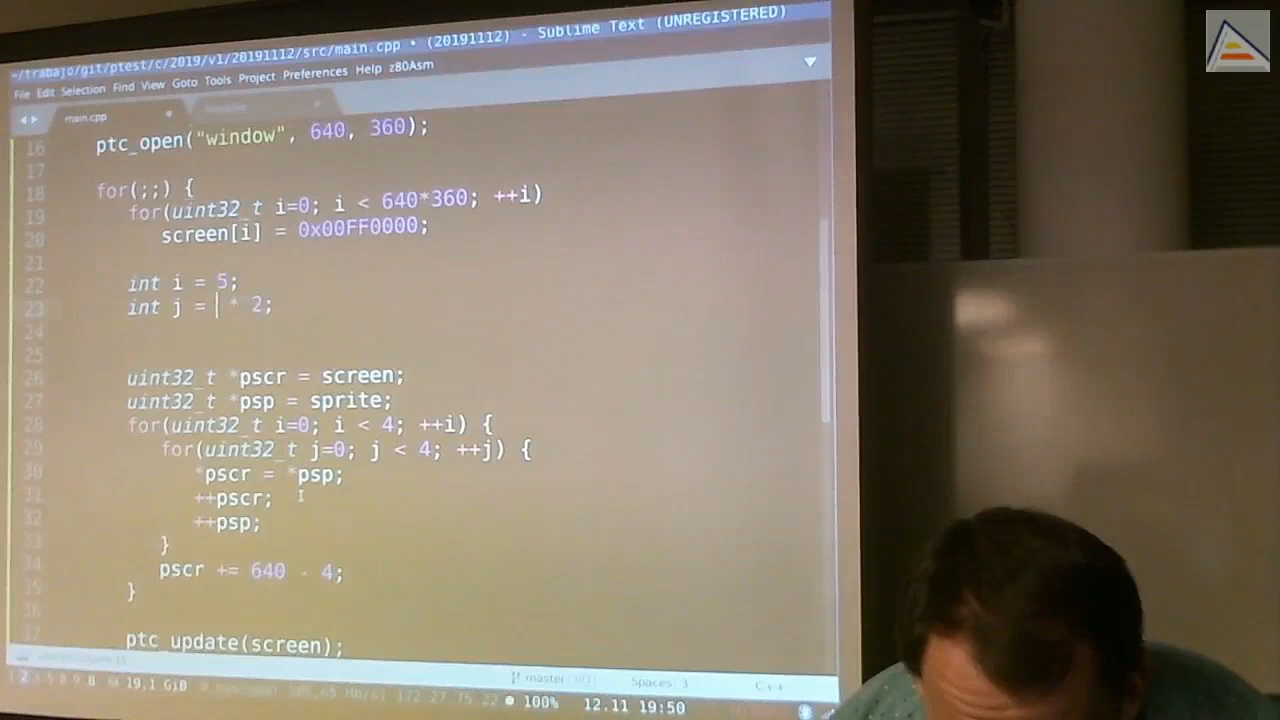 ~/trabajo/git/ptest/c/2019/v1/20191112/src/main.cpp • (20191112) - Sublime Text (UNREGISTERED)
File Edit Selection Find View Goto Tools Project Preferences Help z80Asm
main.cpp
16 ptc_open("window", 640, 360);
17
18 for(;;) {
19 for(uint32_t i=0; i < 640*360; ++i)
20 screen[i] = 0x00FF0000;
21
22 int i = 5;
23 int j = * 2;
24
25
26 uint32_t *pscr = screen;
27 uint32_t *psp = sprite;
28 for(uint32_t i=0; i < 4; ++i) {
29 for(uint32_t j=0; j < 4; ++j) {
30 *pscr = *psp;
31 ++pscr;
32 ++psp;
33 }
34 pscr += 640 - 4;
35 }
36
37 ptc_update(screen);
master Spaces: 3 C++
19,1 GiB 172.27.75.22 100% 12.11 19:50